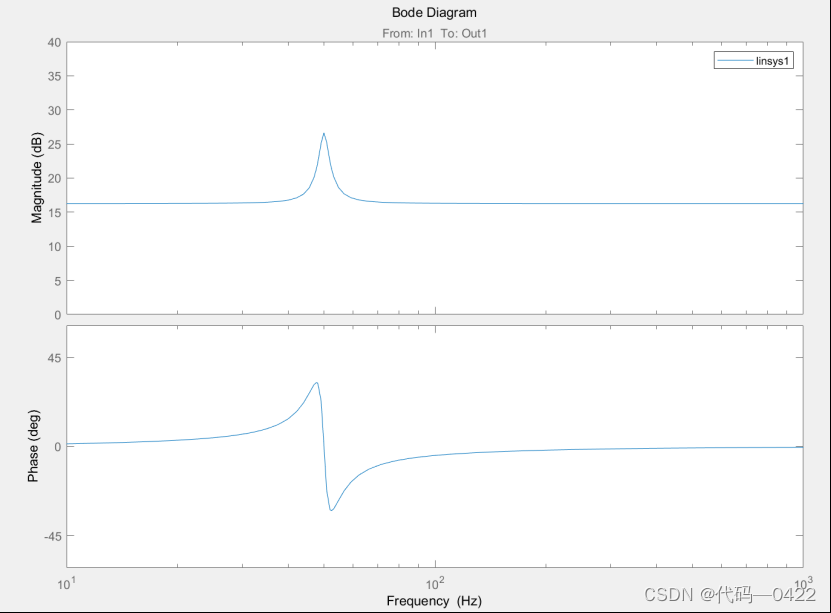 Bode Diagram
From: In1 To: Out1
linsys1
Magnitude (dB)
40
35
30
25
20
15
10
5
0
Phase (deg)
45
0
-45
10^1
10^2
10^3
Frequency (Hz)
CSDN @代码—0422